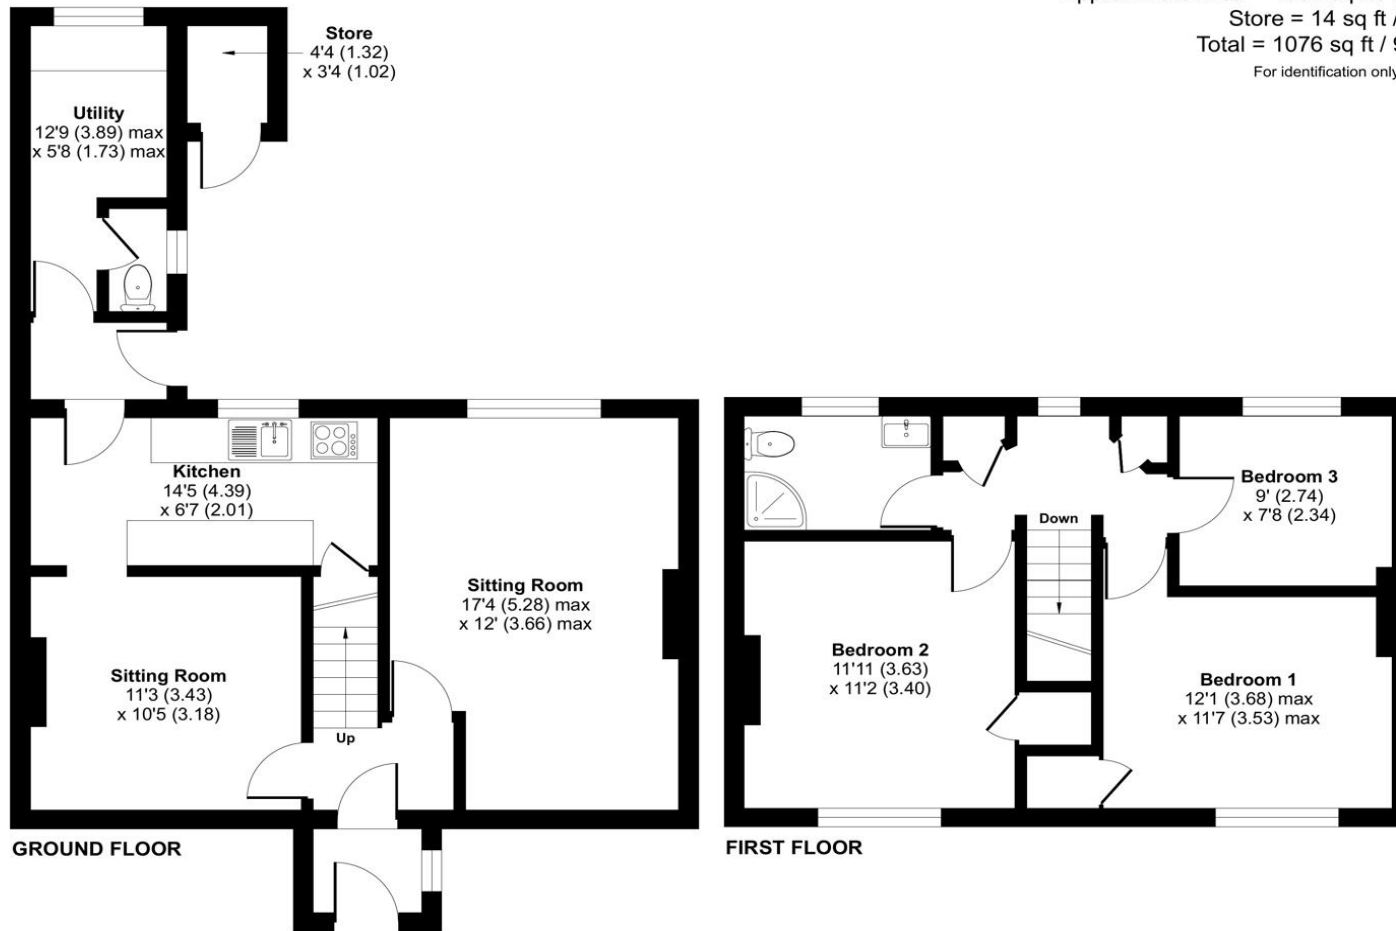 Store = 14 sq ft /
Total = 1076 sq ft / 9
For identification only
Store
4'4 (1.32)
x 3'4 (1.02)
Utility
12'9 (3.89) max
x 5'8 (1.73) max
Kitchen
14'5 (4.39)
x 6'7 (2.01)
Sitting Room
17'4 (5.28) max
x 12' (3.66) max
Sitting Room
11'3 (3.43)
x 10'5 (3.18)
Up
GROUND FLOOR
Bedroom 3
9' (2.74)
x 7'8 (2.34)
Down
Bedroom 2
11'11 (3.63)
x 11'2 (3.40)
Bedroom 1
12'1 (3.68) max
x 11'7 (3.53) max
FIRST FLOOR